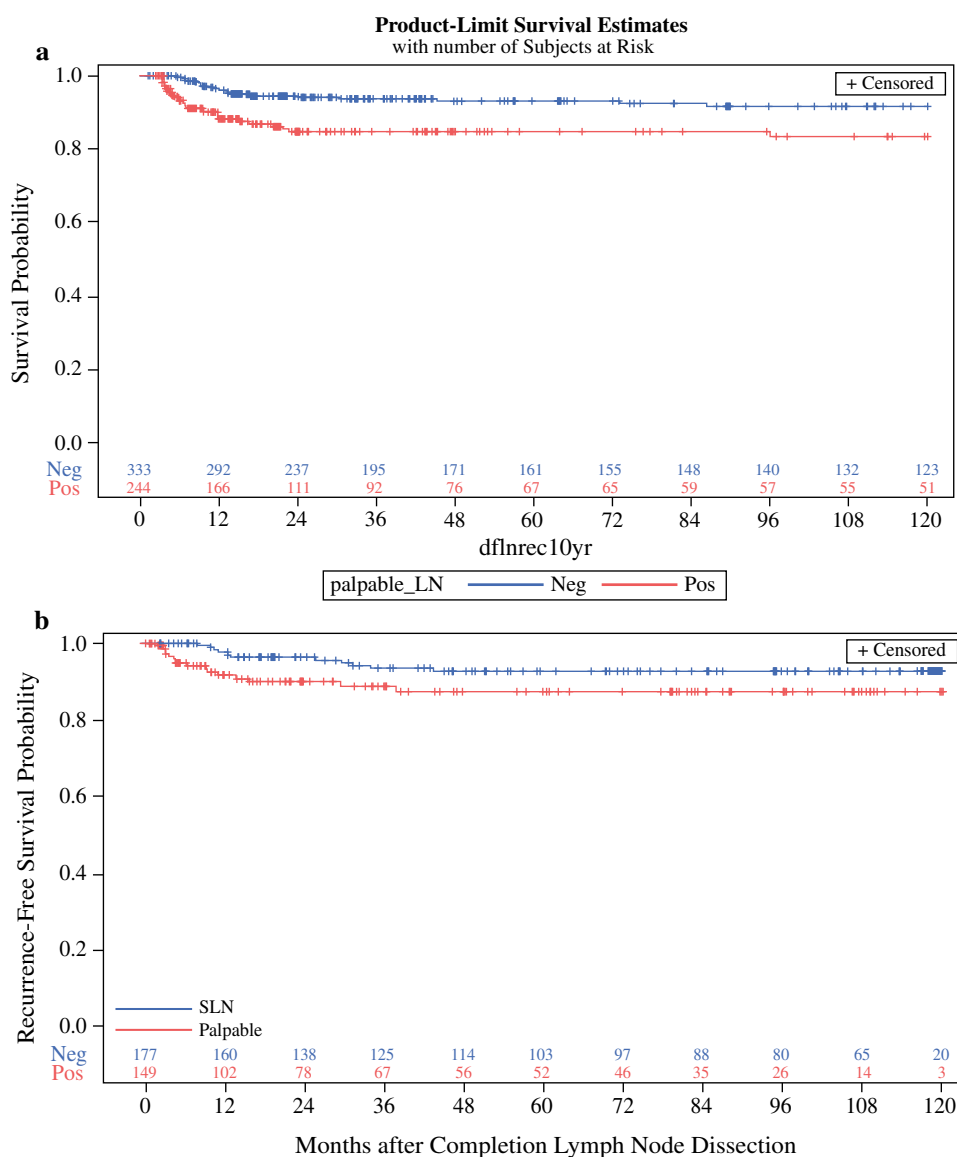 Product-Limit Survival Estimates
with number of Subjects at Risk
a
+ Censored
1.0
0.8
0.6
0.4
0.2
0.0
Survival Probability
Neg 333 292 237 195 171 161 155 148 140 132 123
Pos 244 166 111 92 76 67 65 59 57 55 51
0 12 24 36 48 60 72 84 96 108 120
dflnrec10yr
palpable_LN Neg Pos
b
+ Censored
1.0
0.8
0.6
0.4
0.2
0.0
Recurrence-Free Survival Probability
SLN
Palpable
Neg 177 160 138 125 114 103 97 88 80 65 20
Pos 149 102 78 67 56 52 46 35 26 14 3
0 12 24 36 48 60 72 84 96 108 120
Months after Completion Lymph Node Dissection